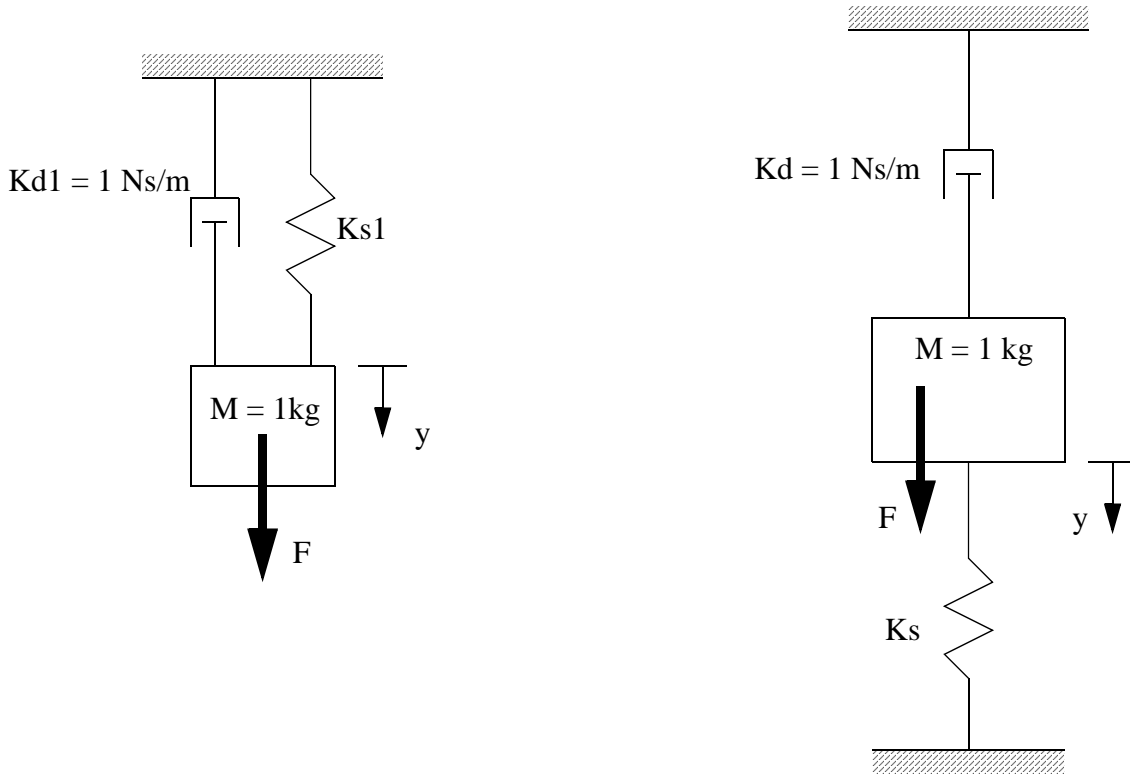 Kd1 = 1 Ns/m
Ks1
M = 1kg
y
F
Kd = 1 Ns/m
M = 1 kg
F
y
Ks